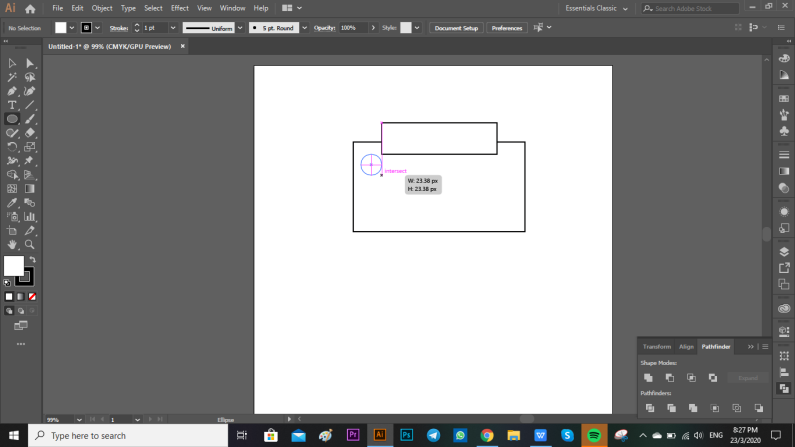 Ai File Edit Object Type Select Effect View Window Help Essentials Classic Search Adobe Stock
No Selection Stroke: 1 pt Uniform 5 pt. Round Opacity: 100% Style: Document Setup Preferences
Untitled-1* @ 99% (CMYK/GPU Preview) ×
intersect
W: 23.38 px
H: 23.38 px
Transform Align Pathfinder
Shape Modes:
Expand
Pathfinders:
99% 1 Ellipse
Type here to search Pr Ai Ps W S ENG 8:27 PM
23/3/2020